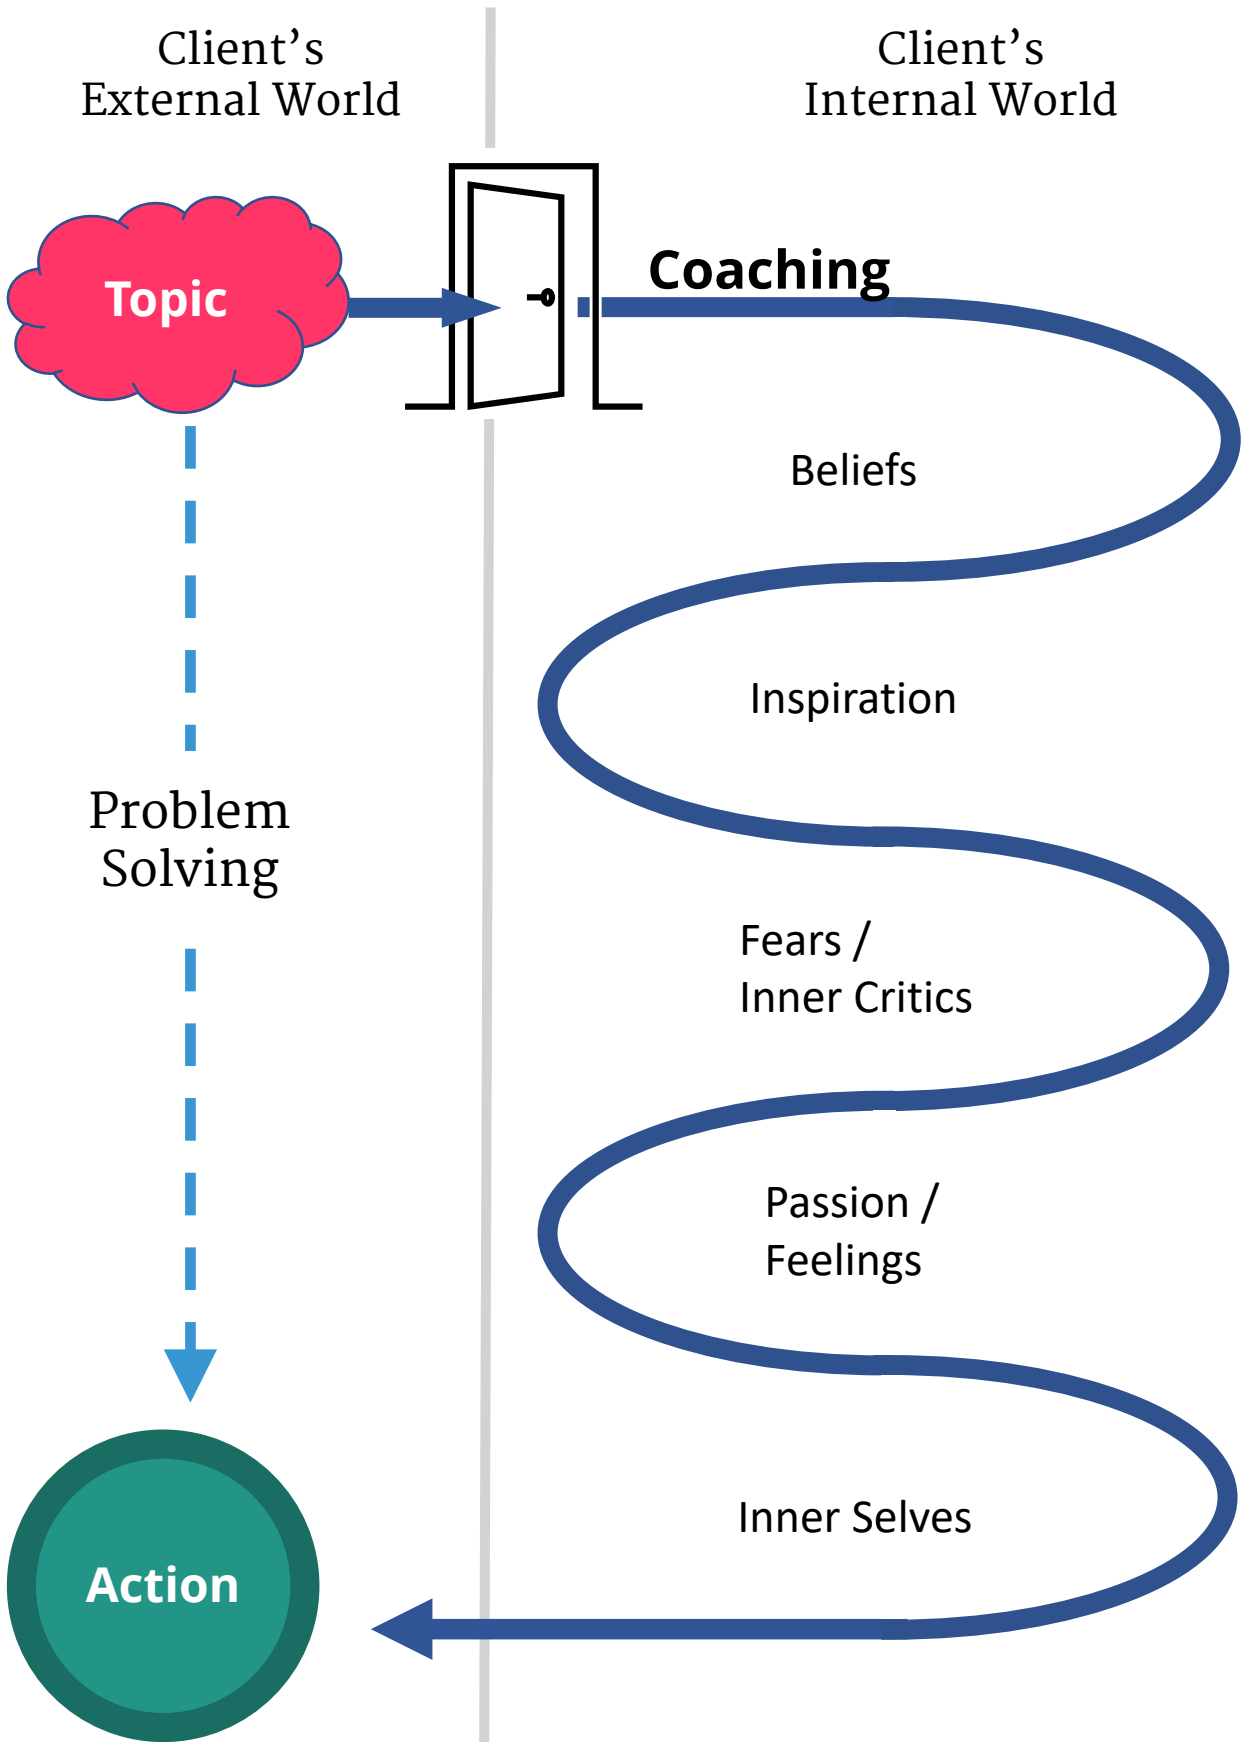 Client’s
External World
Client’s
Internal World
Topic
Coaching
Beliefs
Inspiration
Problem
Solving
Fears /
Inner Critics
Passion /
Feelings
Inner Selves
Action